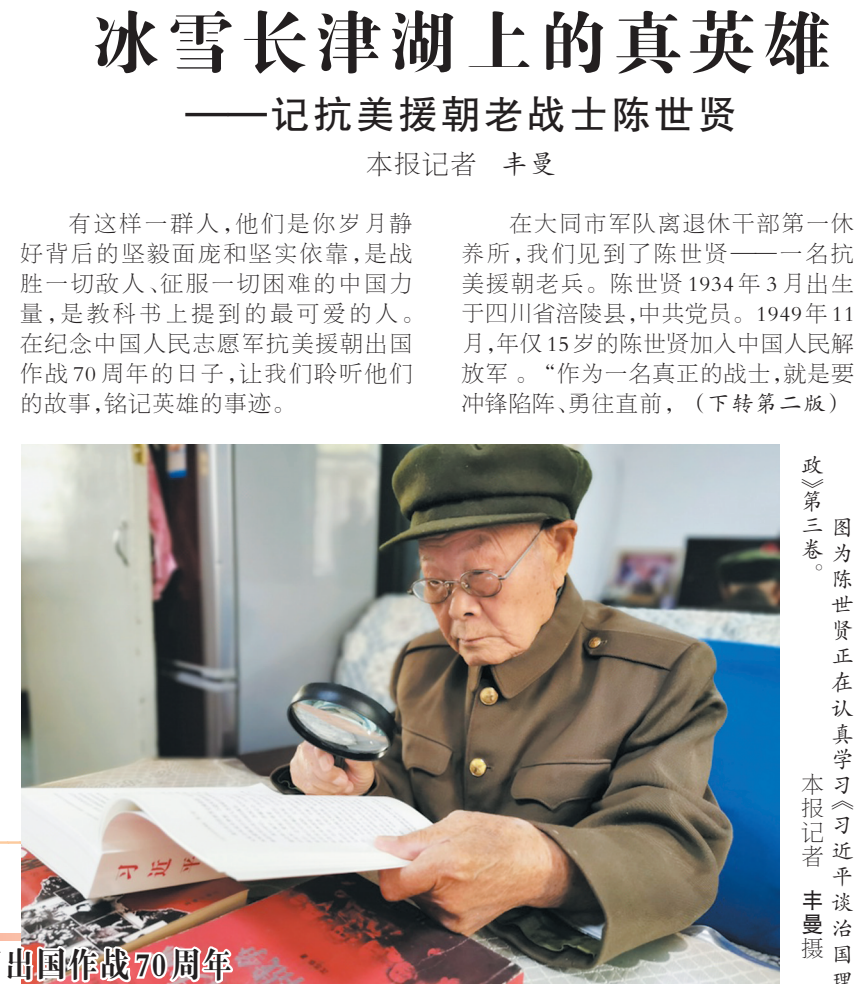 冰雪长津湖上的真英雄
——记抗美援朝老战士陈世贤
本报记者 丰曼
有这样一群人,他们是你岁月静
好背后的坚毅面庞和坚实依靠,是战
胜一切敌人、征服一切困难的中国力
量,是教科书上提到的最可爱的人。
在纪念中国人民志愿军抗美援朝出国
作战70周年的日子,让我们聆听他们
的故事,铭记英雄的事迹。
在大同市军队离退休干部第一休
养所,我们见到了陈世贤——一名抗
美援朝老兵。陈世贤1934年3月出生
于四川省涪陵县,中共党员。1949年11
月,年仅15岁的陈世贤加入中国人民解
放军 。“作为一名真正的战士,就是要
冲锋陷阵、勇往直前, (下转第二版)
图为陈世贤正在认真学习《习近平谈治国理
政》第三卷。
本报记者 丰曼摄
习近平
出国作战70周年